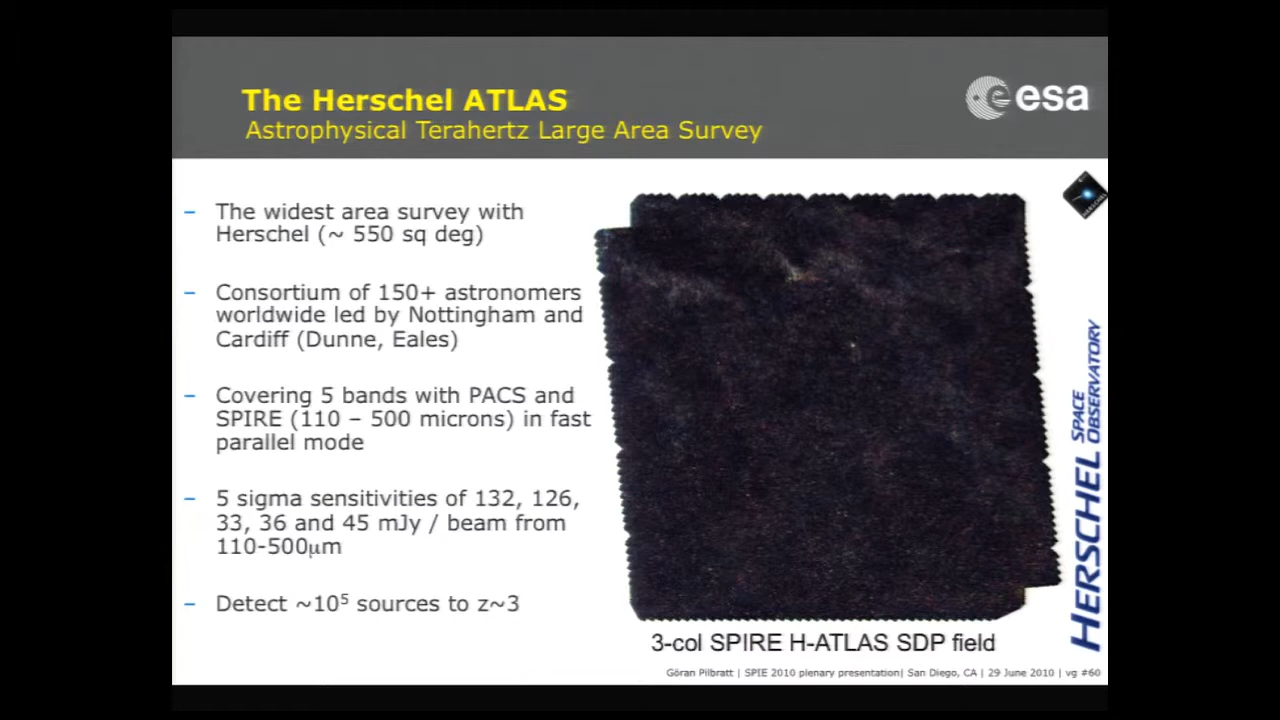 The Herschel ATLAS
Astrophysical Terahertz Large Area Survey
esa
– The widest area survey with
Herschel (~ 550 sq deg)
– Consortium of 150+ astronomers
worldwide led by Nottingham and
Cardiff (Dunne, Eales)
– Covering 5 bands with PACS and
SPIRE (110 – 500 microns) in fast
parallel mode
– 5 sigma sensitivities of 132, 126,
33, 36 and 45 mJy / beam from
110-500μm
– Detect ~10⁵ sources to z~3
3-col SPIRE H-ATLAS SDP field
HERSCHEL
HERSCHEL SPACE
OBSERVATORY
Göran Pilbratt | SPIE 2010 plenary presentation| San Diego, CA | 29 June 2010 | vg #60